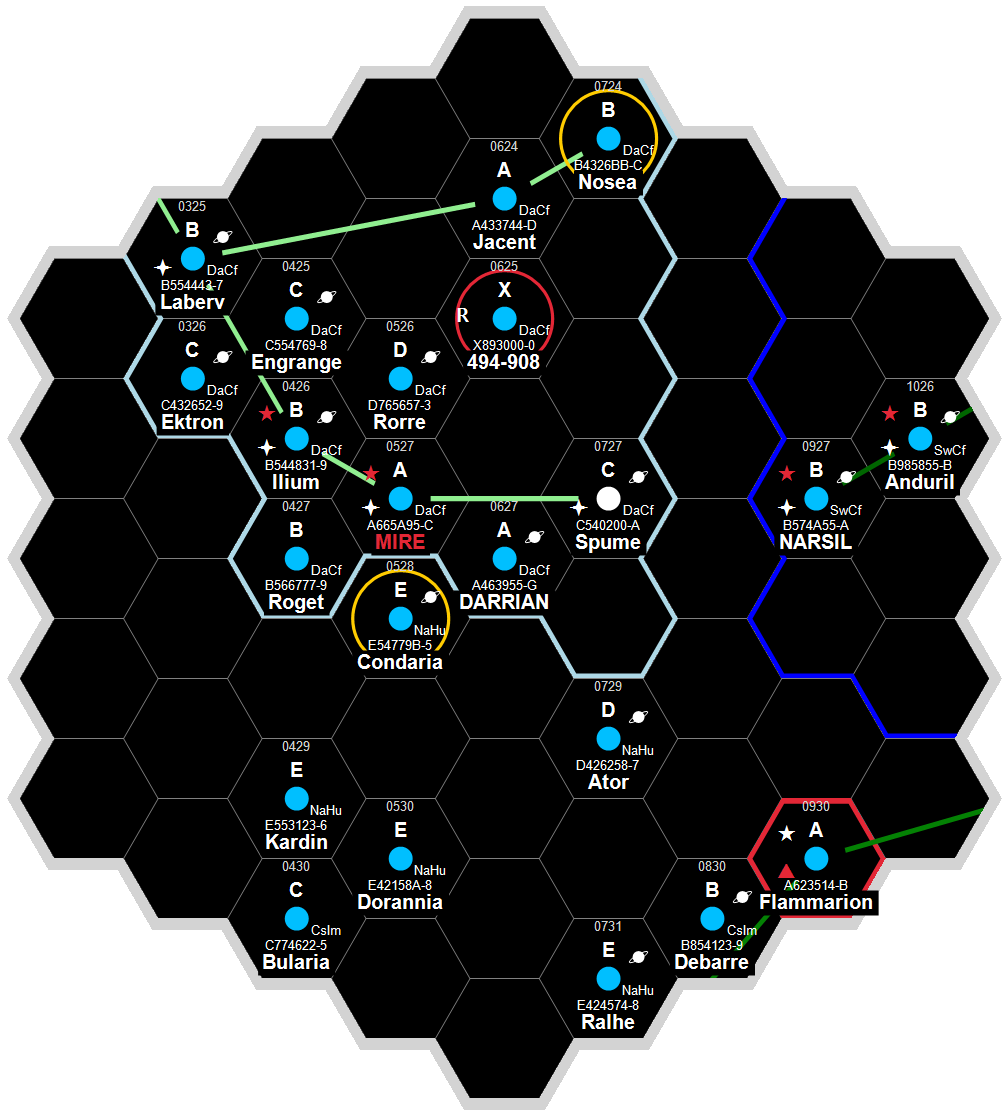 0724
B
DaCf
B4326BB-C
Nosea
0624
A
DaCf
A433744-D
Jacent
0325
B
DaCf
B554443-7
Laberv
0425
C
DaCf
C554769-8
Engrange
0625
X
R
DaCf
X893000-0
494-908
0326
C
DaCf
C432652-9
Ektron
0526
D
DaCf
D765657-3
Rorre
0426
B
DaCf
B544831-9
Ilium
1026
B
SwCf
B985855-B
Anduril
0527
A
DaCf
A665A95-C
MIRE
0727
C
DaCf
C540200-A
Spume
0927
B
SwCf
B574A55-A
NARSIL
0427
B
DaCf
B566777-9
Roget
0627
A
DaCf
A463955-G
DARRIAN
0528
E
NaHu
E54779B-5
Condaria
0729
D
NaHu
D426258-7
Ator
0429
E
NaHu
E553123-6
Kardin
0530
E
NaHu
E42158A-8
Dorannia
0930
A
A623514-B
Flammarion
0430
C
CsIm
C774622-5
Bularia
0830
B
CsIm
B854123-9
Debarre
0731
E
NaHu
E424574-8
Ralhe